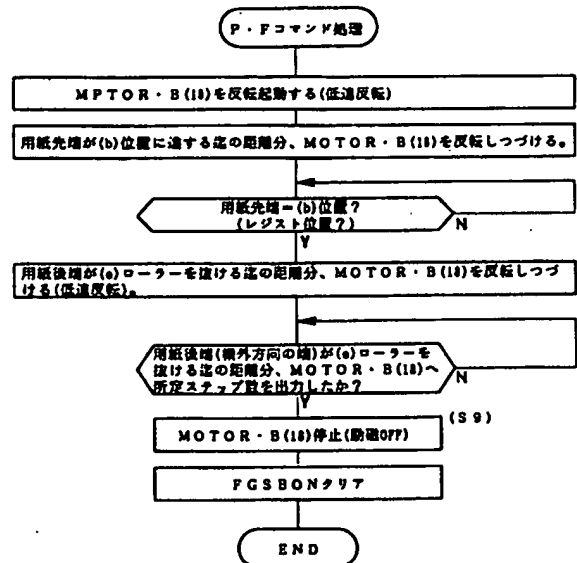 P・Fコマンド処理
MPTOR・B(18)を反転起動する(低速反転)
用紙先端が(b)位置に達する迄の距離分、MOTOR・B(18)を反転しつづける。
用紙先端=(b)位置?
(レジスト位置?)
N
Y
用紙後端が(e)ローラーを抜ける迄の距離分、MOTOR・B(18)を反転しつづ
ける(低速反転)。
用紙後端(機外方向の端)が(e)ローラーを
抜ける迄の距離分、MOTOR・B(18)へ
所定ステップ数を出力したか?
N
Y
(S9)
MOTOR・B(18)停止(励磁OFF)
FGSBONクリア
END